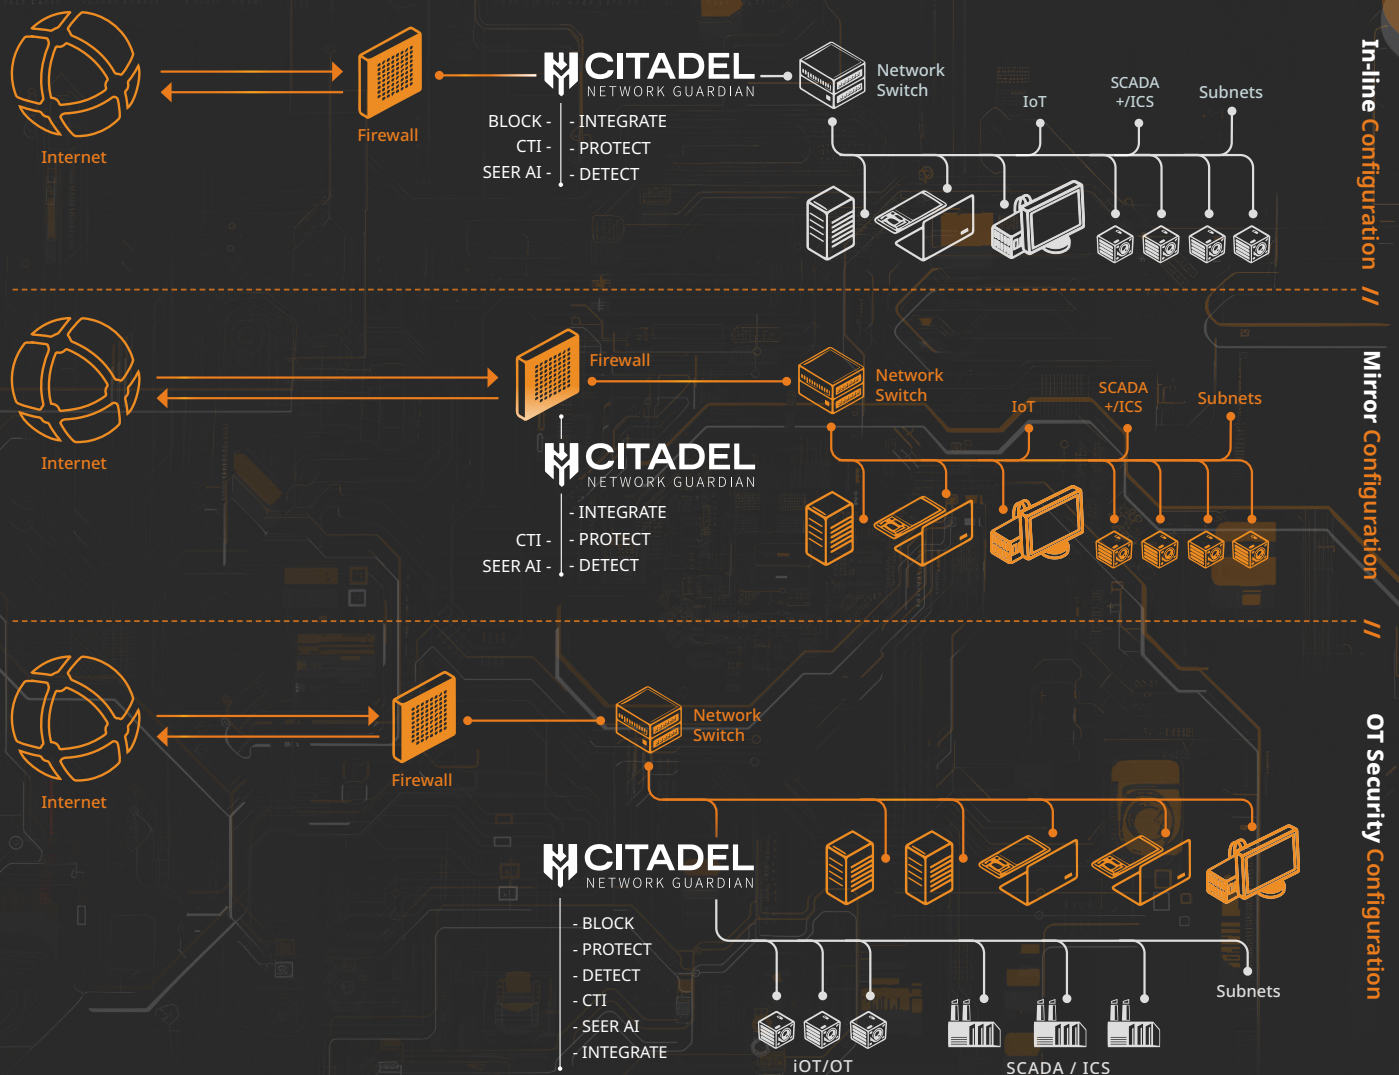 Internet
Firewall
CITADEL
NETWORK GUARDIAN
BLOCK -
CTI -
SEER AI -
- INTEGRATE
- PROTECT
- DETECT
Network
Switch
IoT
SCADA
+/ICS
Subnets
In-line Configuration //
Internet
Firewall
CITADEL
NETWORK GUARDIAN
CTI -
SEER AI -
- INTEGRATE
- PROTECT
- DETECT
Network
Switch
IoT
SCADA
+/ICS
Subnets
Mirror Configuration //
Internet
Firewall
Network
Switch
CITADEL
NETWORK GUARDIAN
- BLOCK
- PROTECT
- DETECT
- CTI
- SEER AI
- INTEGRATE
iOT/OT
SCADA / ICS
Subnets
OT Security Configuration